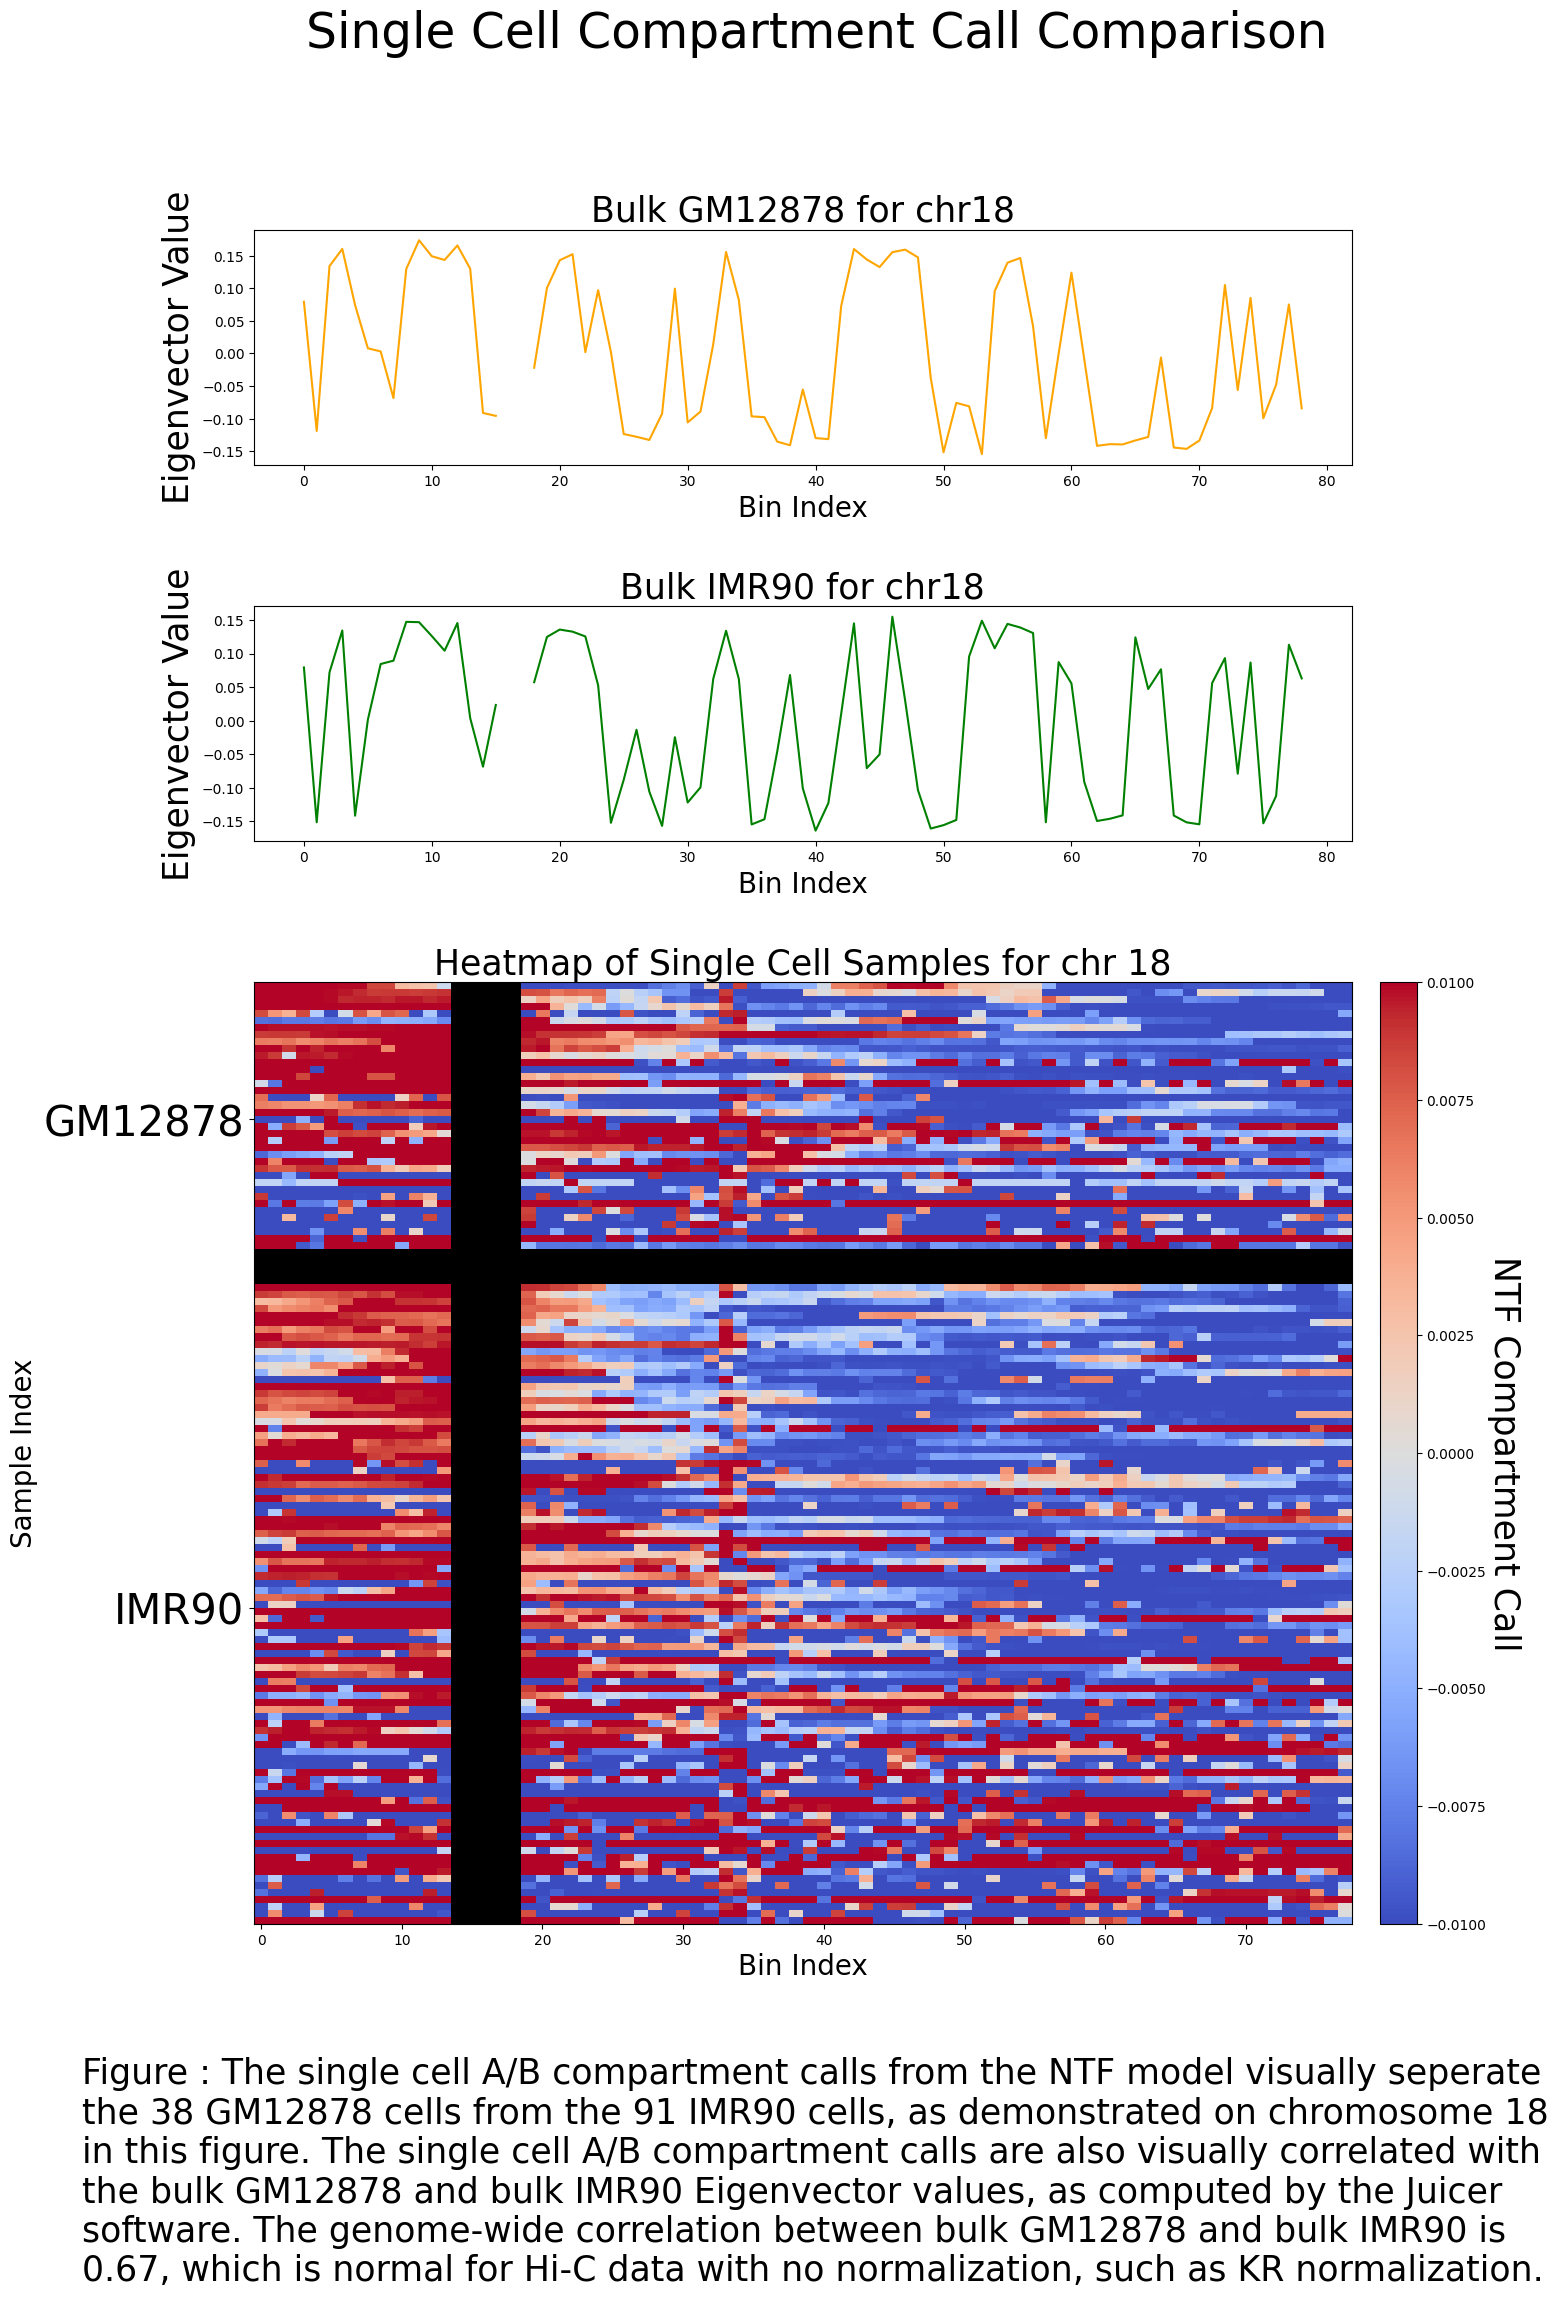 Single Cell Compartment Call Comparison
Bulk GM12878 for chr18
Eigenvector Value
0.15
0.10
0.05
0.00
−0.05
−0.10
−0.15
0 10 20 30 40 50 60 70 80
Bin Index
Bulk IMR90 for chr18
Eigenvector Value
0.15
0.10
0.05
0.00
−0.05
−0.10
−0.15
0 10 20 30 40 50 60 70 80
Bin Index
Heatmap of Single Cell Samples for chr 18
Sample Index
GM12878
IMR90
0 10 20 30 40 50 60 70
Bin Index
0.0100
0.0075
0.0050
0.0025
0.0000
−0.0025
−0.0050
−0.0075
−0.0100
NTF Compartment Call
Figure : The single cell A/B compartment calls from the NTF model visually seperate
the 38 GM12878 cells from the 91 IMR90 cells, as demonstrated on chromosome 18
in this figure. The single cell A/B compartment calls are also visually correlated with
the bulk GM12878 and bulk IMR90 Eigenvector values, as computed by the Juicer
software. The genome-wide correlation between bulk GM12878 and bulk IMR90 is
0.67, which is normal for Hi-C data with no normalization, such as KR normalization.